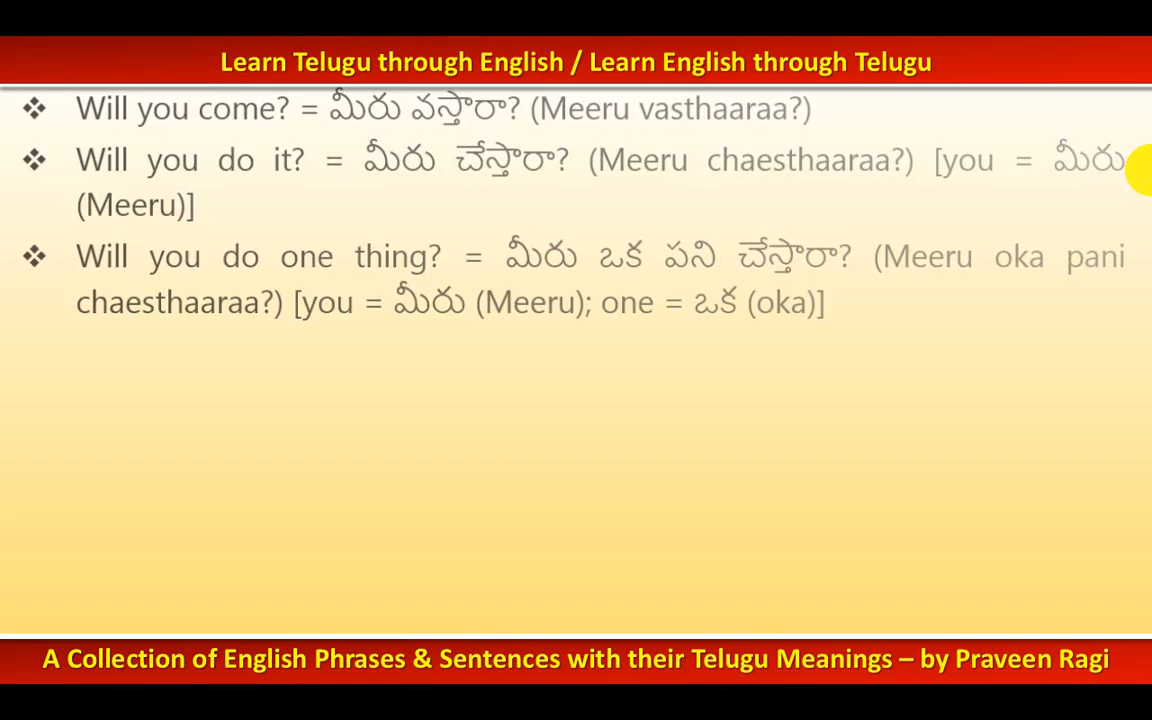 Learn Telugu through English / Learn English through Telugu
❖ Will you come? = మీరు వస్తారా? (Meeru vasthaaraa?)
❖ Will you do it? = మీరు చేస్తారా? (Meeru chaesthaaraa?) [you = మీరు
(Meeru)]
❖ Will you do one thing? = మీరు ఒక పని చేస్తారా? (Meeru oka pani
chaesthaaraa?) [you = మీరు (Meeru); one = ఒక (oka)]
A Collection of English Phrases & Sentences with their Telugu Meanings – by Praveen Ragi